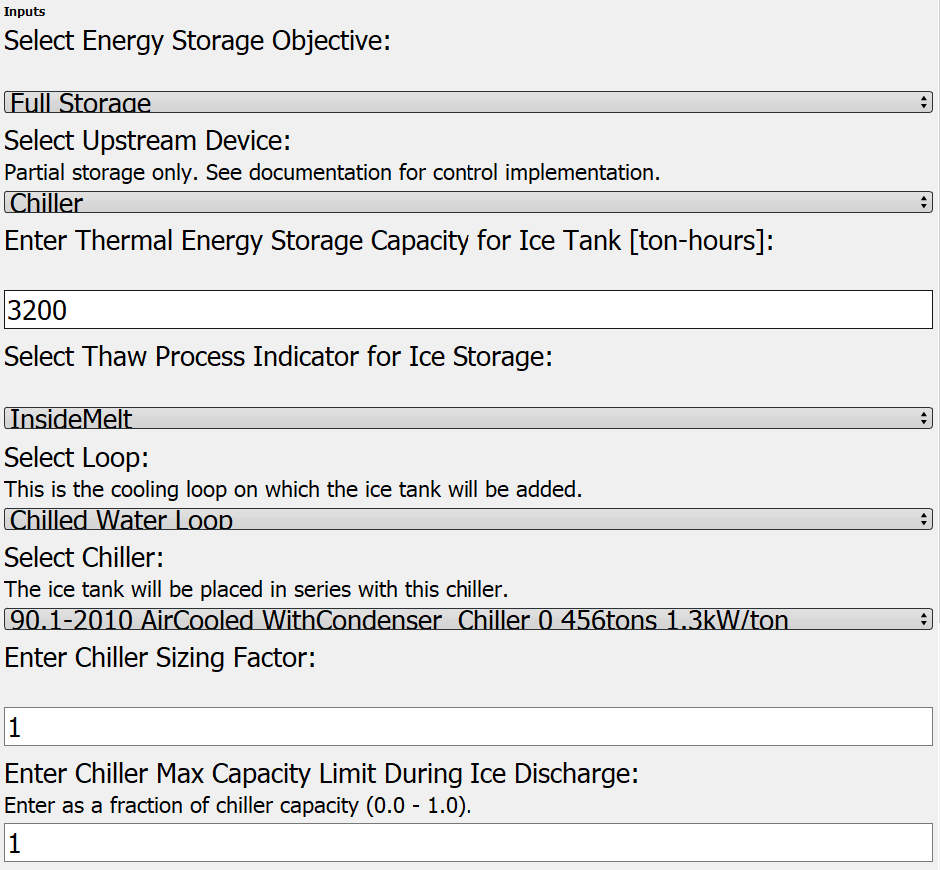 Inputs
Select Energy Storage Objective:
Full Storage
Select Upstream Device:
Partial storage only. See documentation for control implementation.
Chiller
Enter Thermal Energy Storage Capacity for Ice Tank [ton-hours]:
3200
Select Thaw Process Indicator for Ice Storage:
InsideMelt
Select Loop:
This is the cooling loop on which the ice tank will be added.
Chilled Water Loop
Select Chiller:
The ice tank will be placed in series with this chiller.
90.1-2010 AirCooled WithCondenser  Chiller 0 456tons 1.3kW/ton
Enter Chiller Sizing Factor:
1
Enter Chiller Max Capacity Limit During Ice Discharge:
Enter as a fraction of chiller capacity (0.0 - 1.0).
1